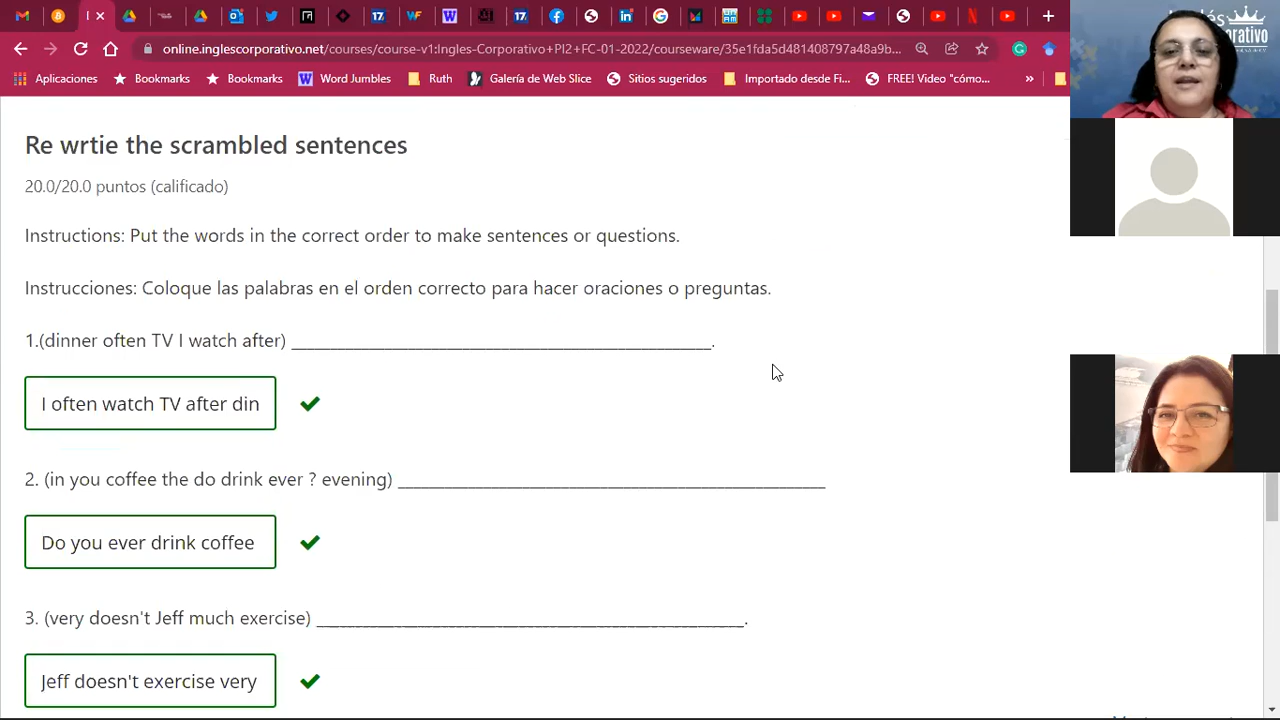 online.inglescorporativo.net/courses/course-v1:Ingles-Corporativo+PI2+FC-01-2022/courseware/35e1fda5d481408797a48a9b...
Aplicaciones Bookmarks Bookmarks Word Jumbles Ruth Galería de Web Slice Sitios sugeridos Importado desde Fi... FREE! Video "cómo... »
Re wrtie the scrambled sentences
20.0/20.0 puntos (calificado)
Instructions: Put the words in the correct order to make sentences or questions.
Instrucciones: Coloque las palabras en el orden correcto para hacer oraciones o preguntas.
1.(dinner often TV I watch after) ______________________________________________.
I often watch TV after din
2. (in you coffee the do drink ever ? evening) _______________________________________________
Do you ever drink coffee
3. (very doesn't Jeff much exercise) _______________________________________________.
Jeff doesn't exercise very